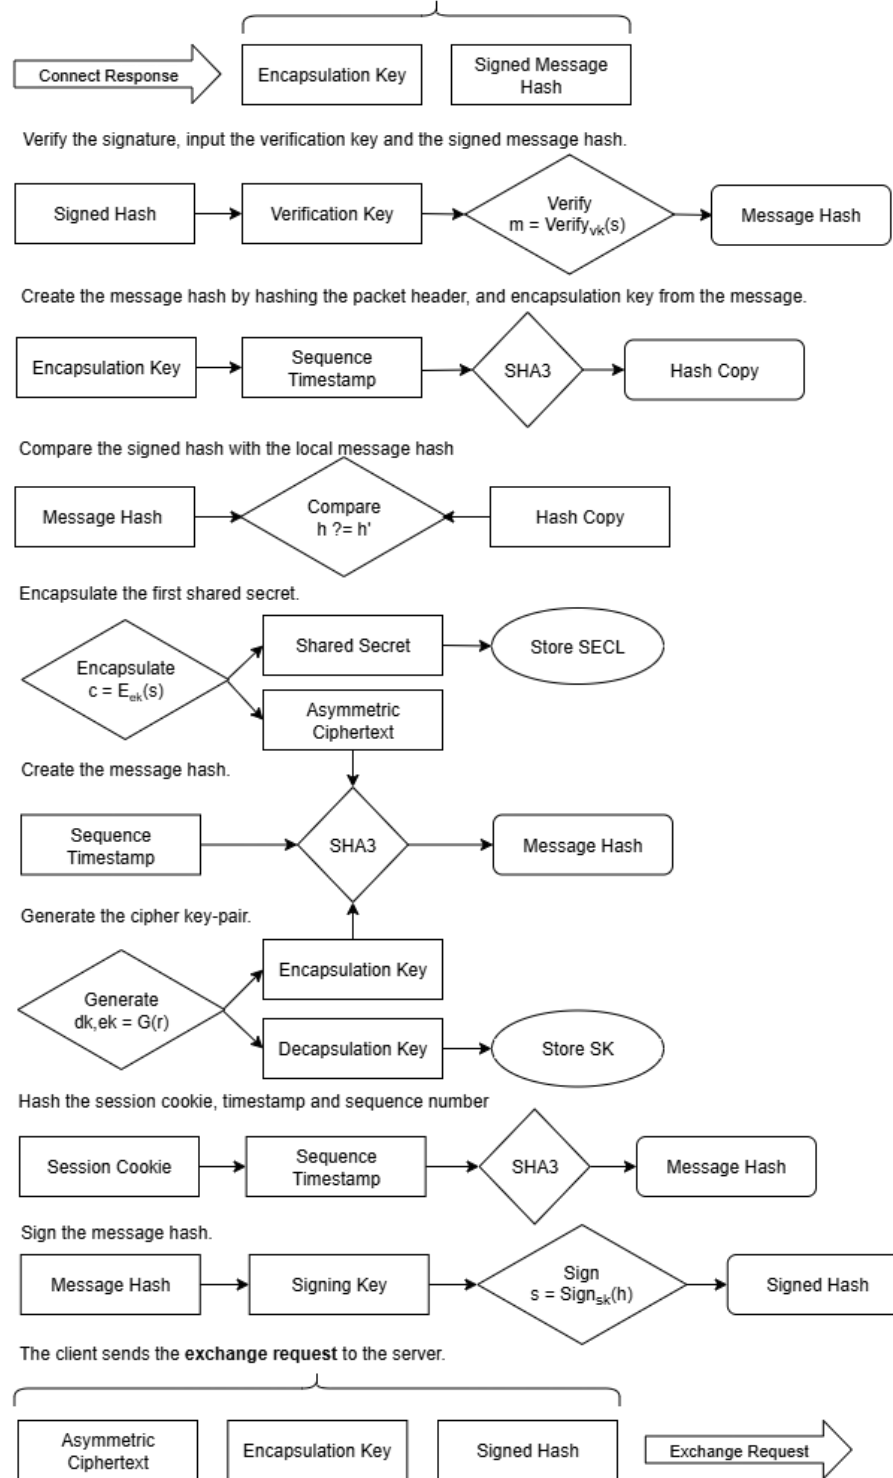 Connect Response
Encapsulation Key
Signed Message
Hash
Verify the signature, input the verification key and the signed message hash.
Signed Hash
Verification Key
Verify
m = Verifyvk(s)
Message Hash
Create the message hash by hashing the packet header, and encapsulation key from the message.
Encapsulation Key
Sequence
Timestamp
SHA3
Hash Copy
Compare the signed hash with the local message hash
Message Hash
Compare
h ?= h'
Hash Copy
Encapsulate the first shared secret.
Encapsulate
c = Eek(s)
Shared Secret
Store SECL
Asymmetric
Ciphertext
Create the message hash.
Sequence
Timestamp
SHA3
Message Hash
Generate the cipher key-pair.
Generate
dk,ek = G(r)
Encapsulation Key
Decapsulation Key
Store SK
Hash the session cookie, timestamp and sequence number
Session Cookie
Sequence
Timestamp
SHA3
Message Hash
Sign the message hash.
Message Hash
Signing Key
Sign
s = Signsk(h)
Signed Hash
The client sends the exchange request to the server.
Asymmetric
Ciphertext
Encapsulation Key
Signed Hash
Exchange Request